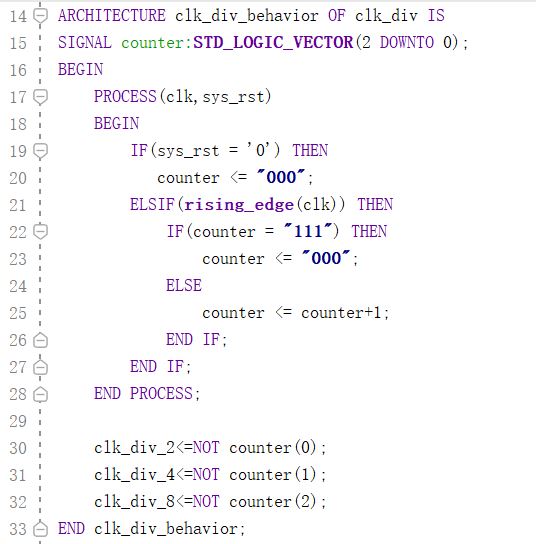 14 ARCHITECTURE clk_div_behavior OF clk_div IS
15 SIGNAL counter:STD_LOGIC_VECTOR(2 DOWNTO 0);
16 BEGIN
17 PROCESS(clk,sys_rst)
18 BEGIN
19 IF(sys_rst = '0') THEN
20 counter <= "000";
21 ELSIF(rising_edge(clk)) THEN
22 IF(counter = "111") THEN
23 counter <= "000";
24 ELSE
25 counter <= counter+1;
26 END IF;
27 END IF;
28 END PROCESS;
29
30 clk_div_2<=NOT counter(0);
31 clk_div_4<=NOT counter(1);
32 clk_div_8<=NOT counter(2);
33 END clk_div_behavior;